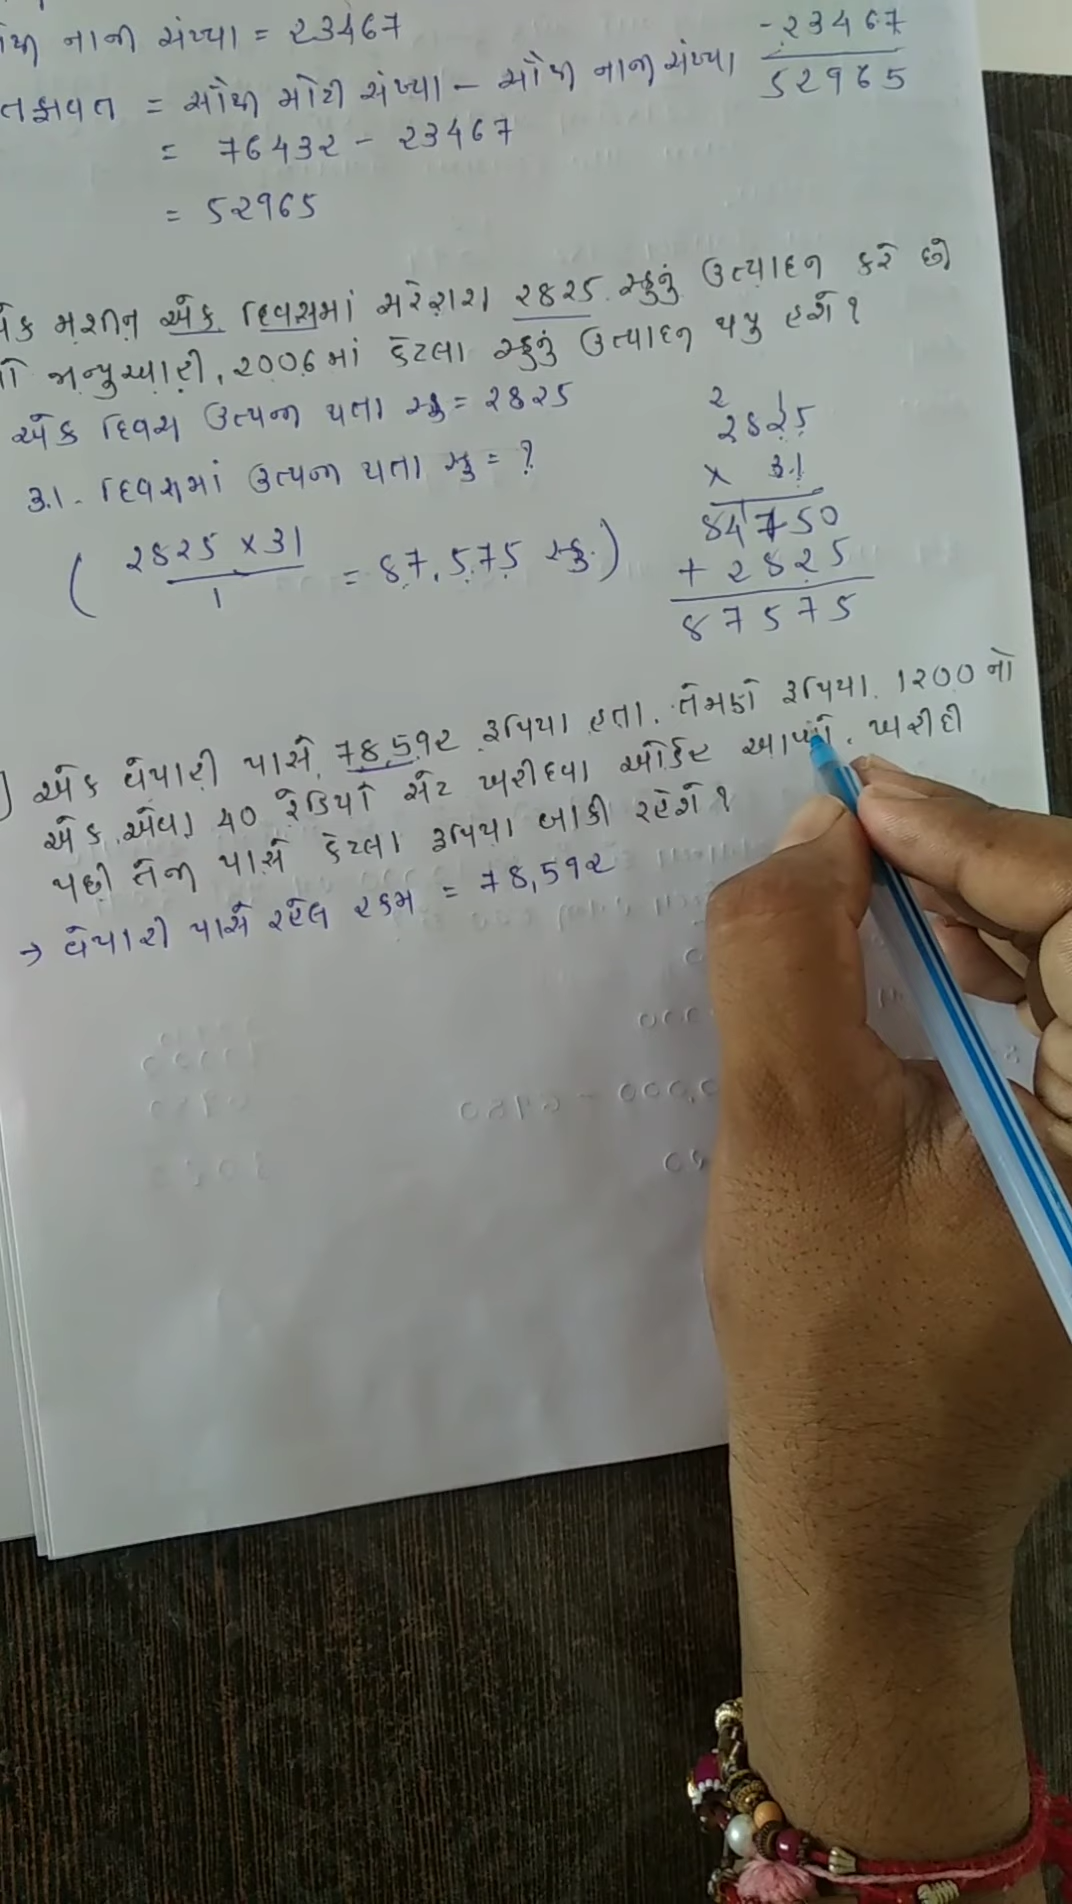 નાની સંખ્યા = 23467
- 23467
તફાવત = સૌથી મોટી સંખ્યા - સૌથી નાની સંખ્યા
52965
= 76432 - 23467
= 52965
એક મશીન એક દિવસમાં સરેરાશ 2825 સ્ક્રુનું ઉત્પાદન કરે છે
તો જાન્યુઆરી, 2006માં કેટલા સ્ક્રુનું ઉત્પાદન થયુ હશે ?
એક દિવસ ઉત્પન્ન થતા સ્ક્રુ = 2825
31 દિવસમાં ઉત્પન્ન થતા સ્ક્રુ = ?
( 2825 x 31
1
= 87,575 સ્ક્રુ. )
2 1
2825
x 31
84750
+ 2825
87575
એક વેપારી પાસે 78,592 રૂપિયા હતા. તેમણે રૂપિયા 1200 નો
એક એવા 40 રેડિયો સેટ ખરીદવા ઓર્ડર આપ્યો. ખરીદી
પછી તેની પાસે કેટલા રૂપિયા બાકી રહેશે ?
→ વેપારી પાસે રહેલ રકમ = 78,592